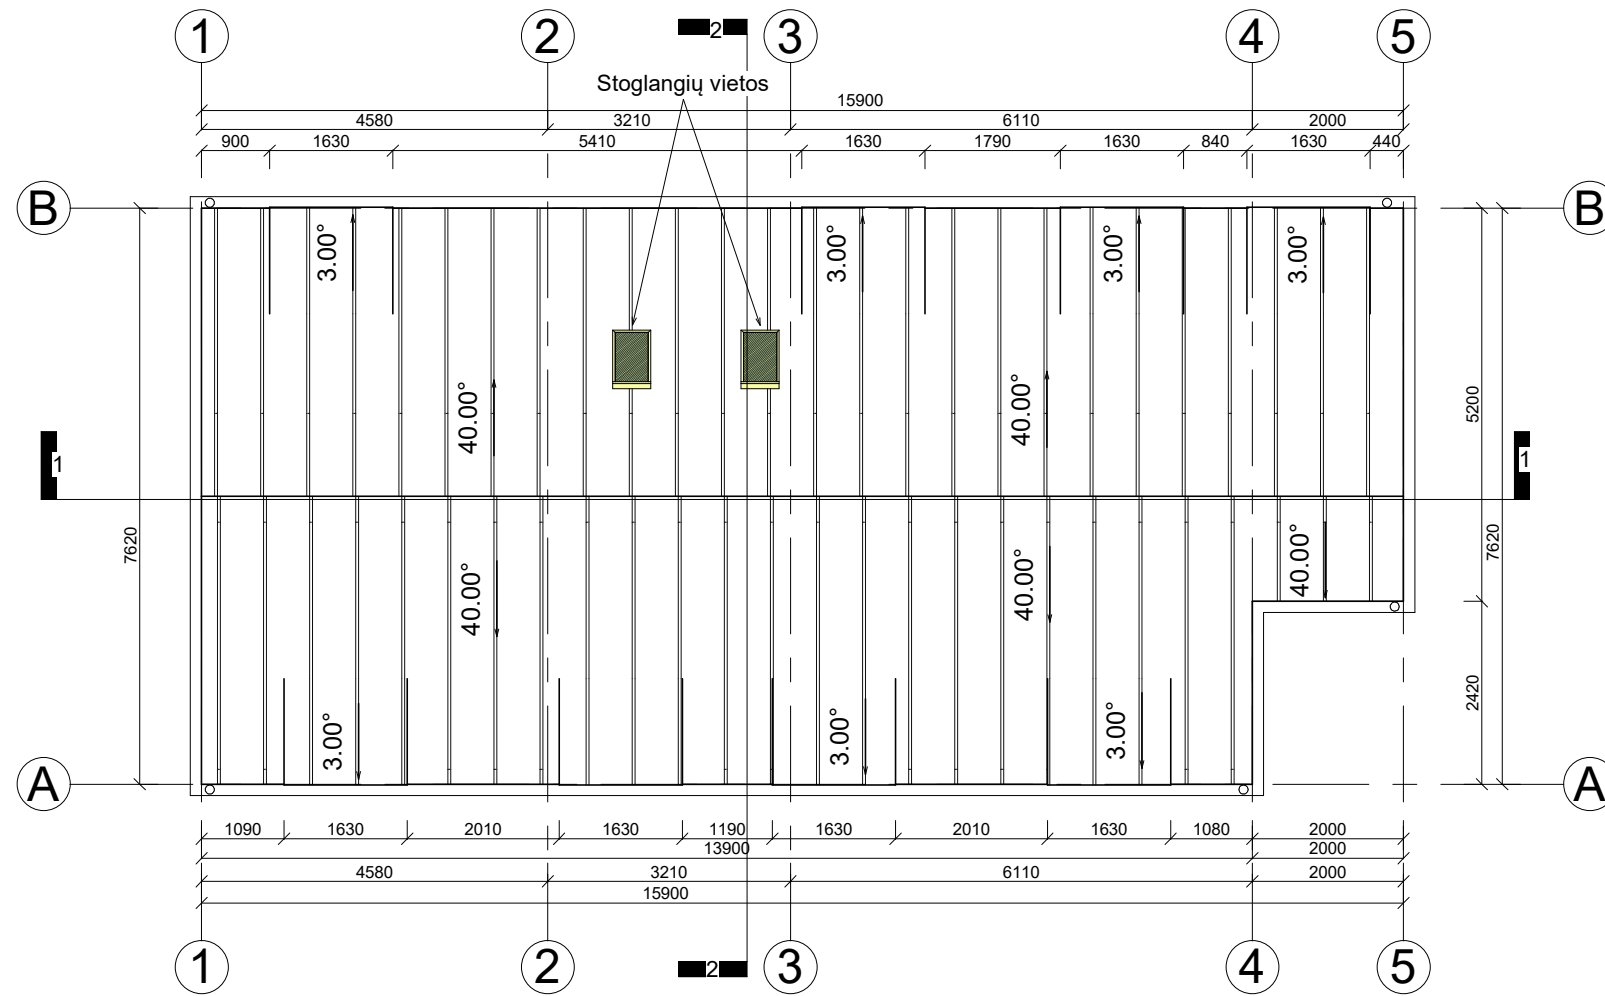 1 2 2 3 4 5
Stoglangių vietos
15900
4580 3210 6110 2000
900 1630 5410 1630 1790 1630 840 1630 440
B B
3.00° 3.00° 3.00° 3.00°
40.00° 40.00°
5200
1 1
7620 7620
40.00° 40.00° 40.00°
2420
3.00° 3.00° 3.00°
A A
1090 1630 2010 1630 1190 1630 2010 1630 1080 2000
13900 2000
4580 3210 6110 2000
15900
1 2 2 3 4 5